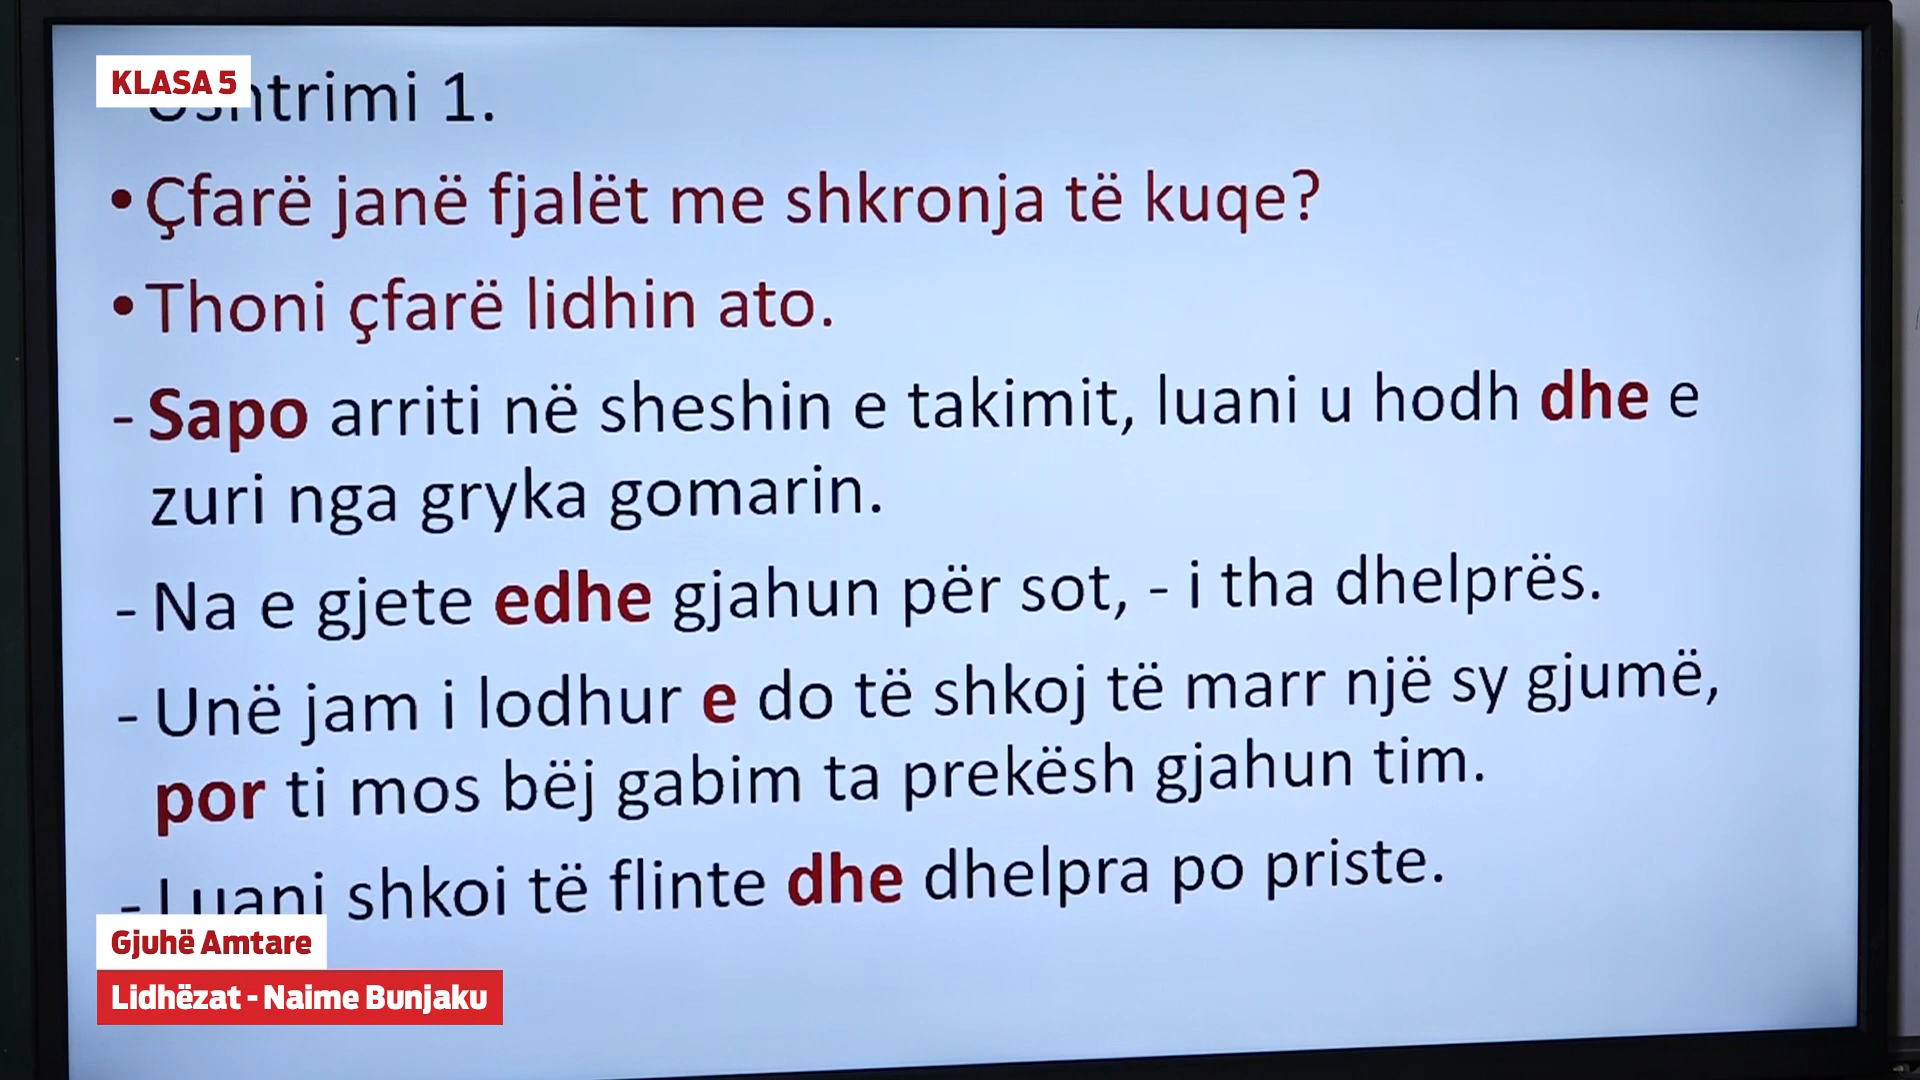 KLASA 5
Ushtrimi 1.
• Çfarë janë fjalët me shkronja të kuqe?
• Thoni çfarë lidhin ato.
- Sapo arriti në sheshin e takimit, luani u hodh dhe e
zuri nga gryka gomarin.
- Na e gjete edhe gjahun për sot, - i tha dhelprës.
- Unë jam i lodhur e do të shkoj të marr një sy gjumë,
por ti mos bëj gabim ta prekësh gjahun tim.
- Luani shkoi të flinte dhe dhelpra po priste.
Gjuhë Amtare
Lidhëzat - Naime Bunjaku